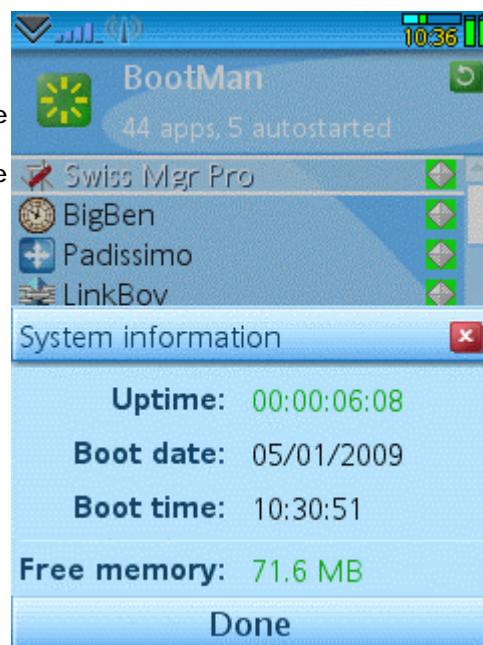 10:36
BootMan
44 apps, 5 autostarted
e
e
Swiss Mgr Pro
BigBen
Padissimo
LinkBoy
System information
Uptime: 00:00:06:08
Boot date: 05/01/2009
Boot time: 10:30:51
Free memory: 71.6 MB
Done